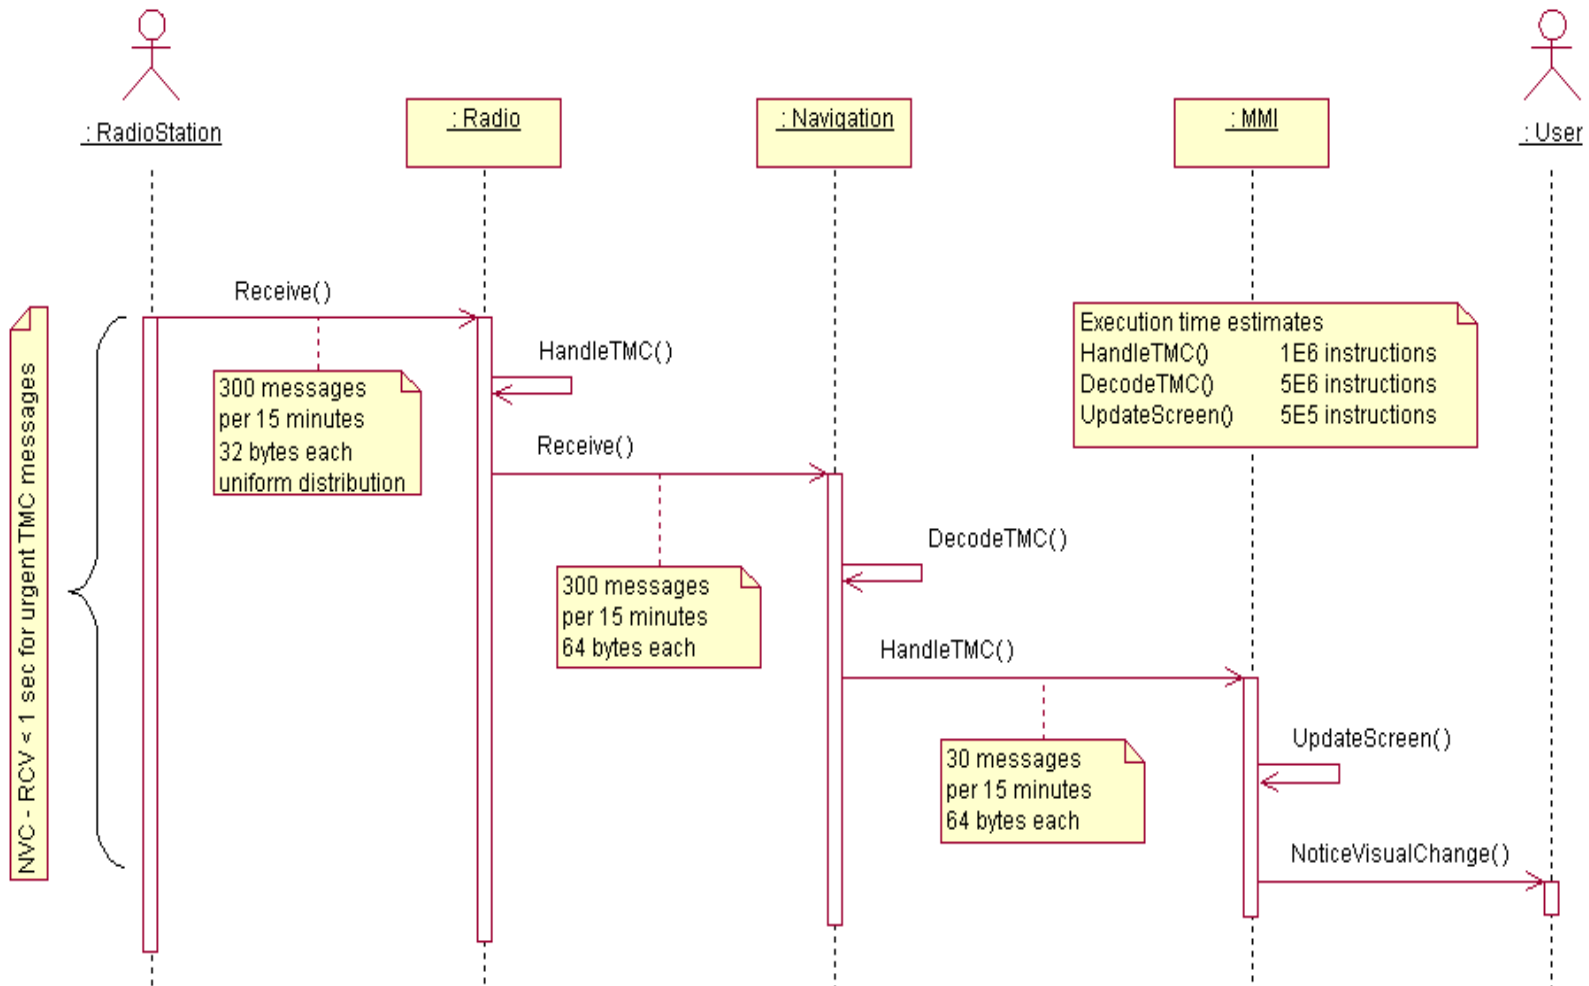 : RadioStation
: Radio
: Navigation
: MMI
: User
NVC - RCV < 1 sec for urgent TMC messages
Receive()
300 messages
per 15 minutes
32 bytes each
uniform distribution
HandleTMC()
Receive()
300 messages
per 15 minutes
64 bytes each
Execution time estimates
HandleTMC() 1E6 instructions
DecodeTMC() 5E6 instructions
UpdateScreen() 5E5 instructions
DecodeTMC()
HandleTMC()
30 messages
per 15 minutes
64 bytes each
UpdateScreen()
NoticeVisualChange()